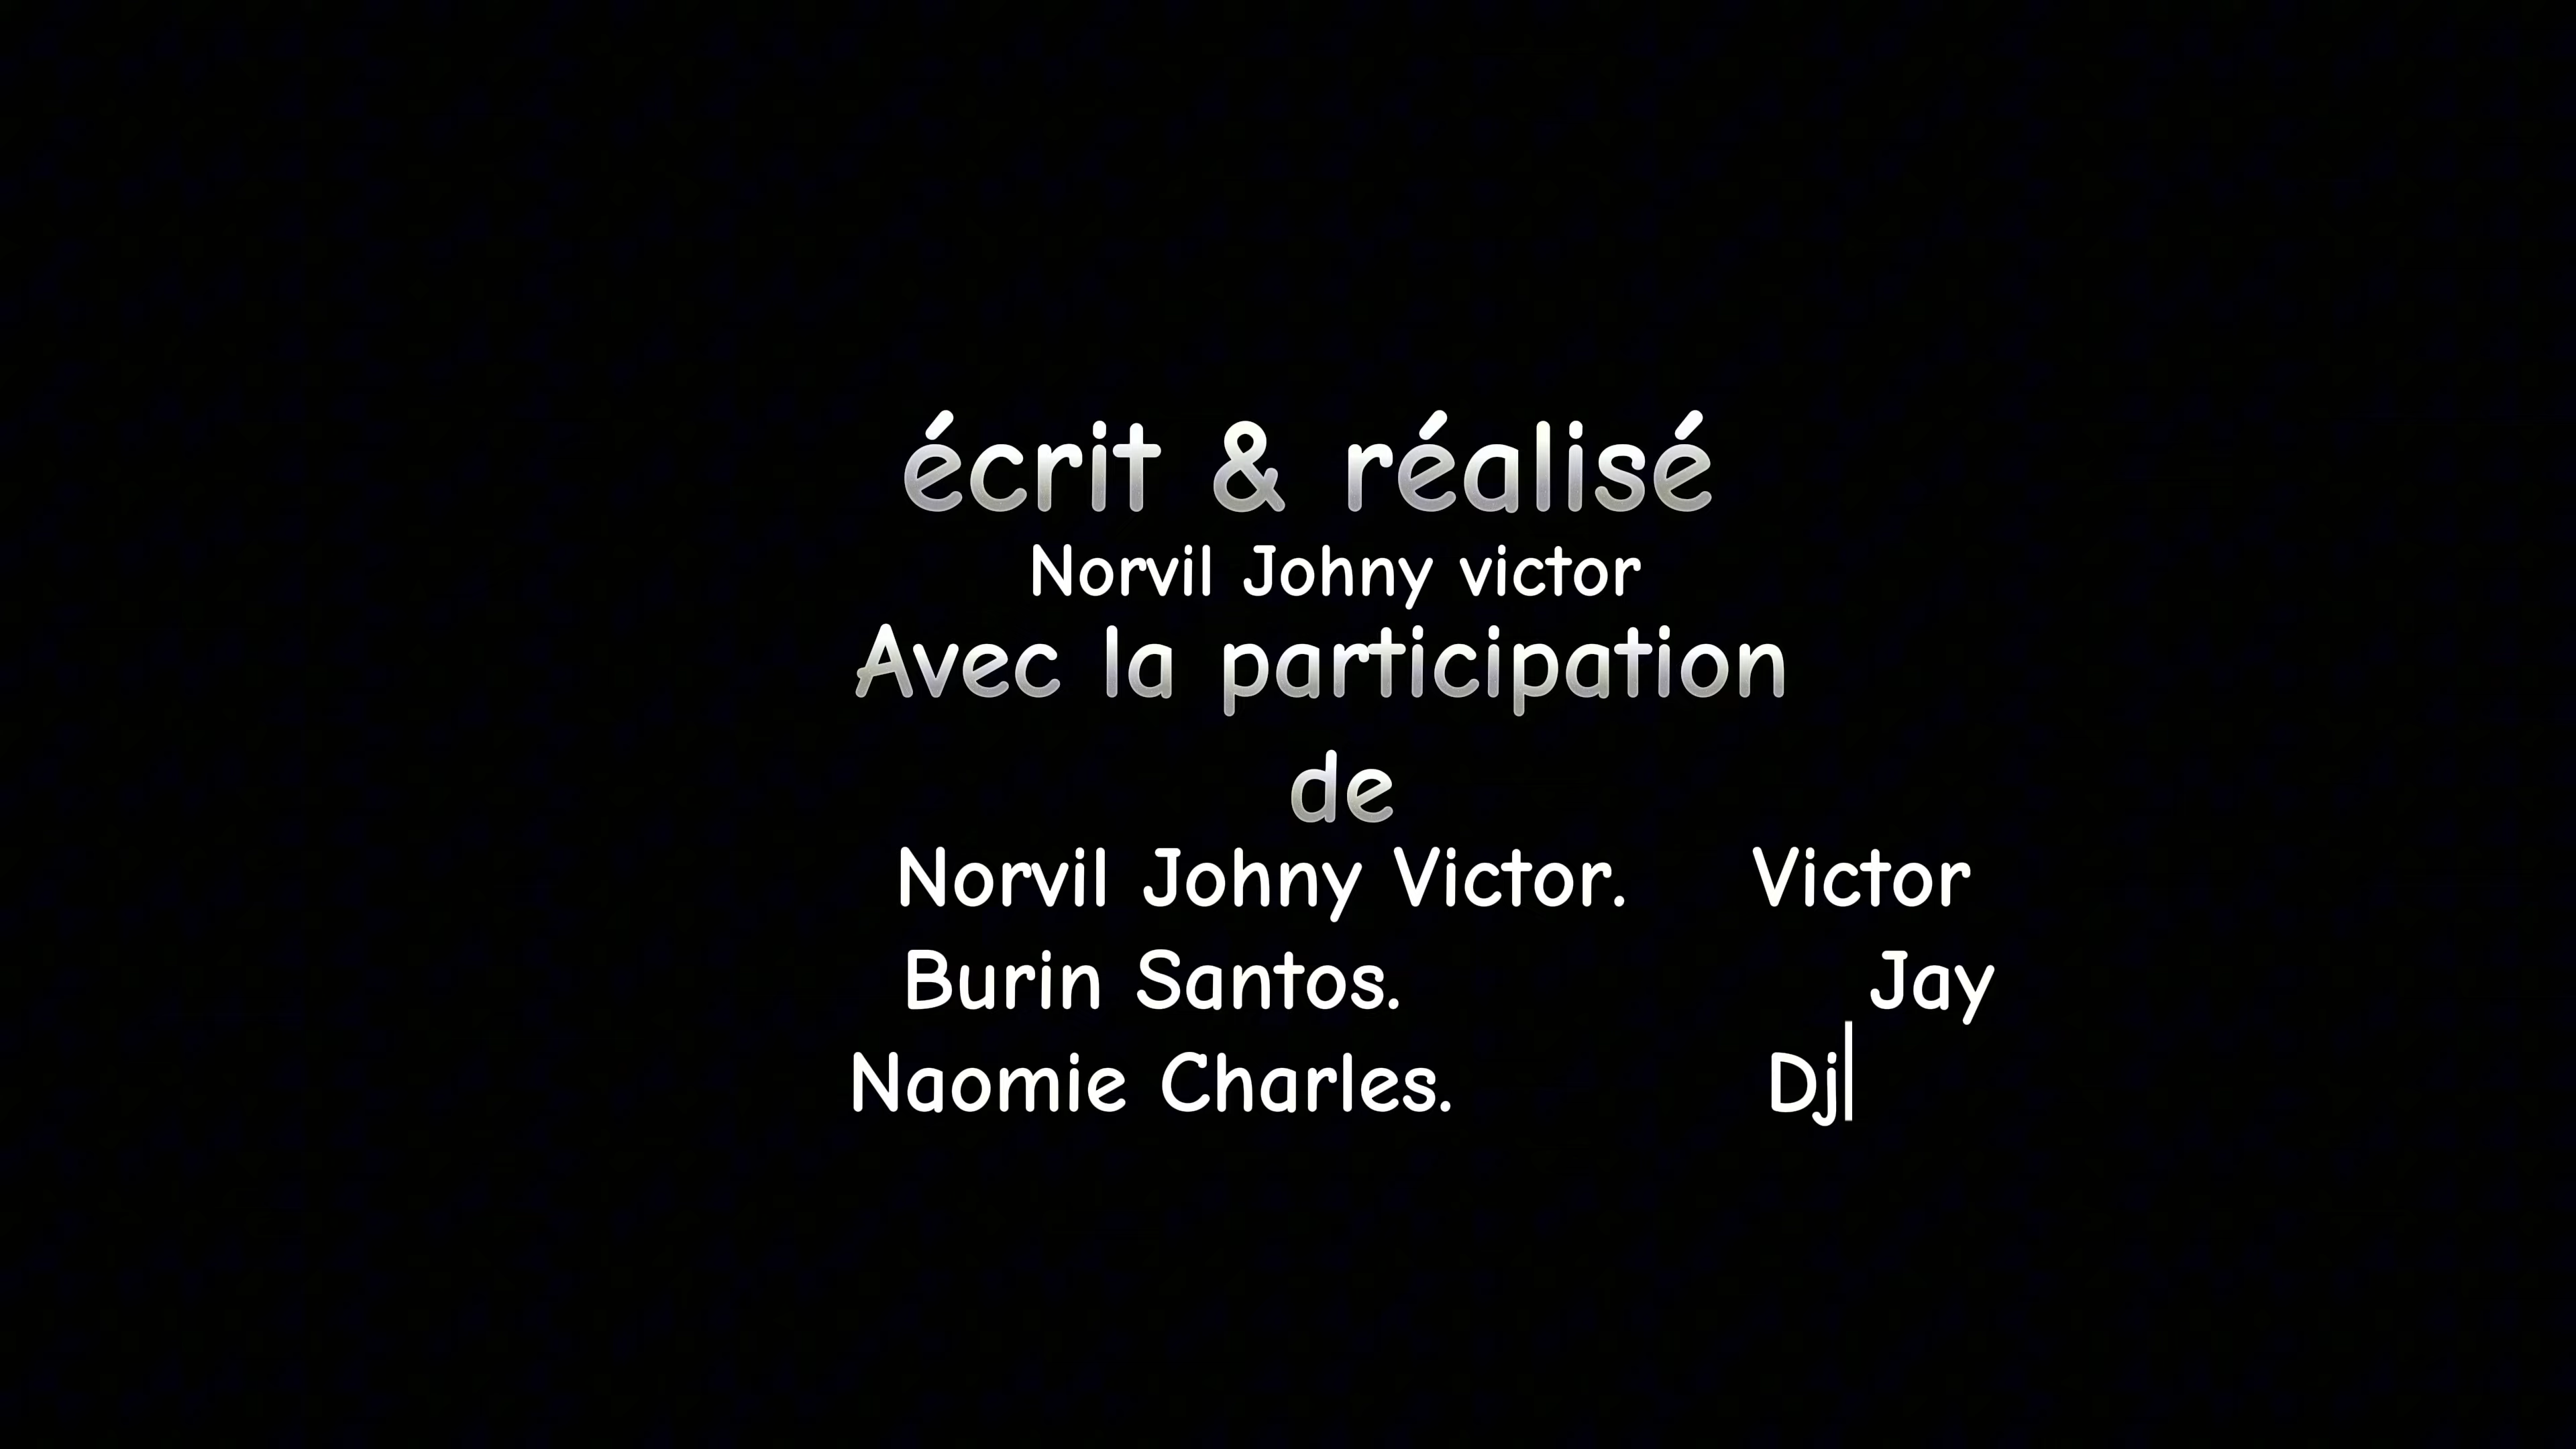 écrit & réalisé
Norvil Johny victor
Avec la participation
de
Norvil Johny Victor. Victor
Burin Santos. Jay
Naomie Charles. Dj